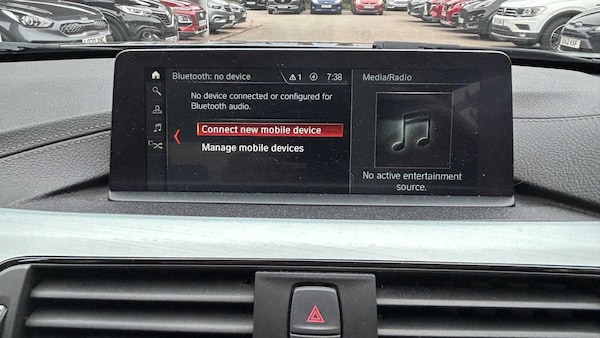 Bluetooth: no device
1
7:38
No device connected or configured for
Bluetooth audio.
Connect new mobile device
Manage mobile devices
Media/Radio
No active entertainment
source.